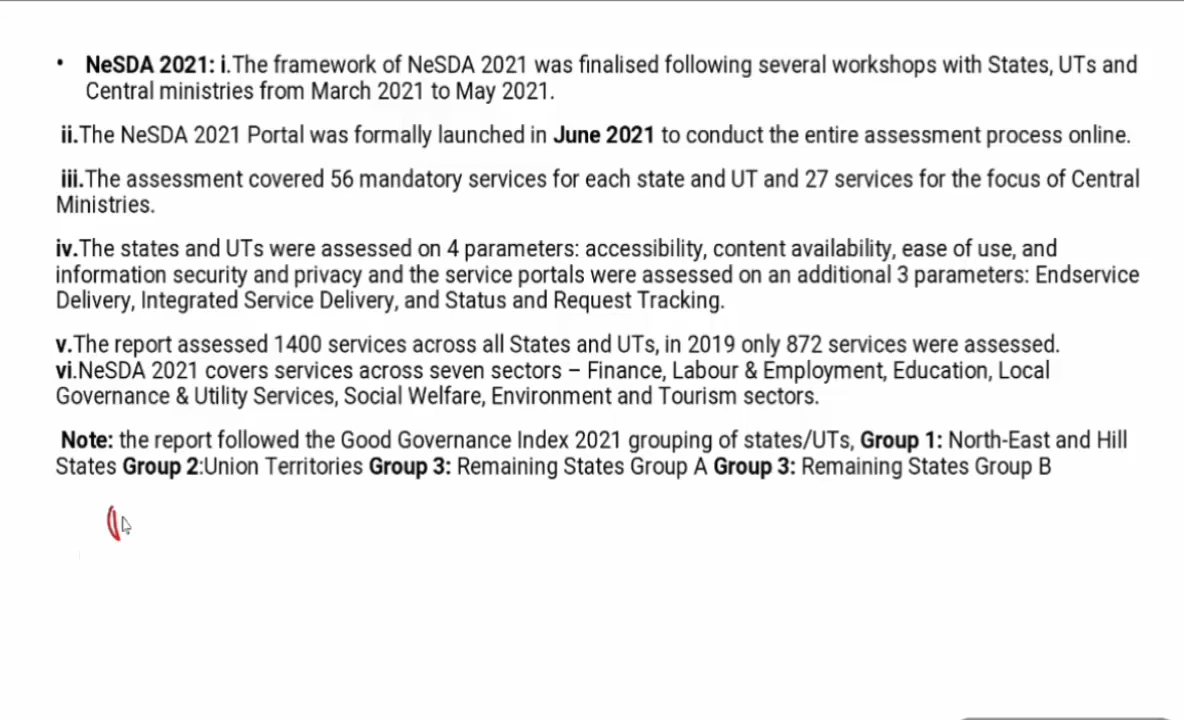 • NeSDA 2021: i.The framework of NeSDA 2021 was finalised following several workshops with States, UTs and
Central ministries from March 2021 to May 2021.
ii.The NeSDA 2021 Portal was formally launched in June 2021 to conduct the entire assessment process online.
iii.The assessment covered 56 mandatory services for each state and UT and 27 services for the focus of Central
Ministries.
iv.The states and UTs were assessed on 4 parameters: accessibility, content availability, ease of use, and
information security and privacy and the service portals were assessed on an additional 3 parameters: Endservice
Delivery, Integrated Service Delivery, and Status and Request Tracking.
v.The report assessed 1400 services across all States and UTs, in 2019 only 872 services were assessed.
vi.NeSDA 2021 covers services across seven sectors – Finance, Labour & Employment, Education, Local
Governance & Utility Services, Social Welfare, Environment and Tourism sectors.
Note: the report followed the Good Governance Index 2021 grouping of states/UTs, Group 1: North-East and Hill
States Group 2:Union Territories Group 3: Remaining States Group A Group 3: Remaining States Group B